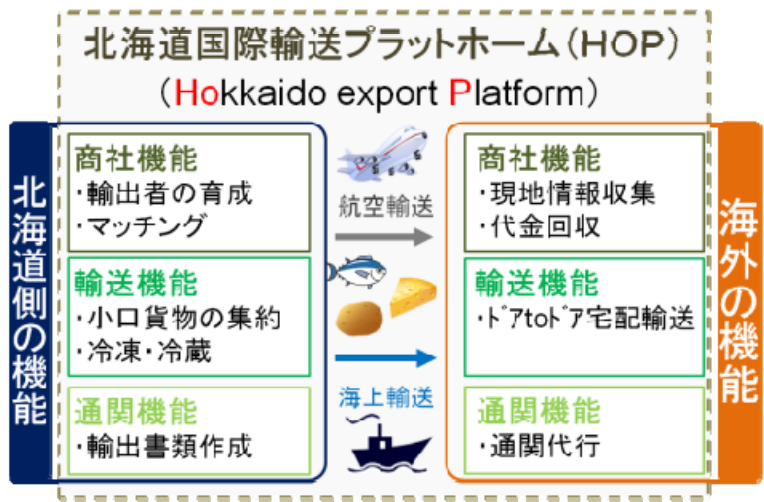 北海道国際輸送プラットホーム（HOP）
（Hokkaido export Platform）
北海道側の機能
商社機能
・輸出者の育成
・マッチング
輸送機能
・小口貨物の集約
・冷凍・冷蔵
通関機能
・輸出書類作成
航空輸送
海上輸送
商社機能
・現地情報収集
・代金回収
輸送機能
・ﾄﾞｱtoﾄﾞｱ宅配輸送
通関機能
・通関代行
海外の機能